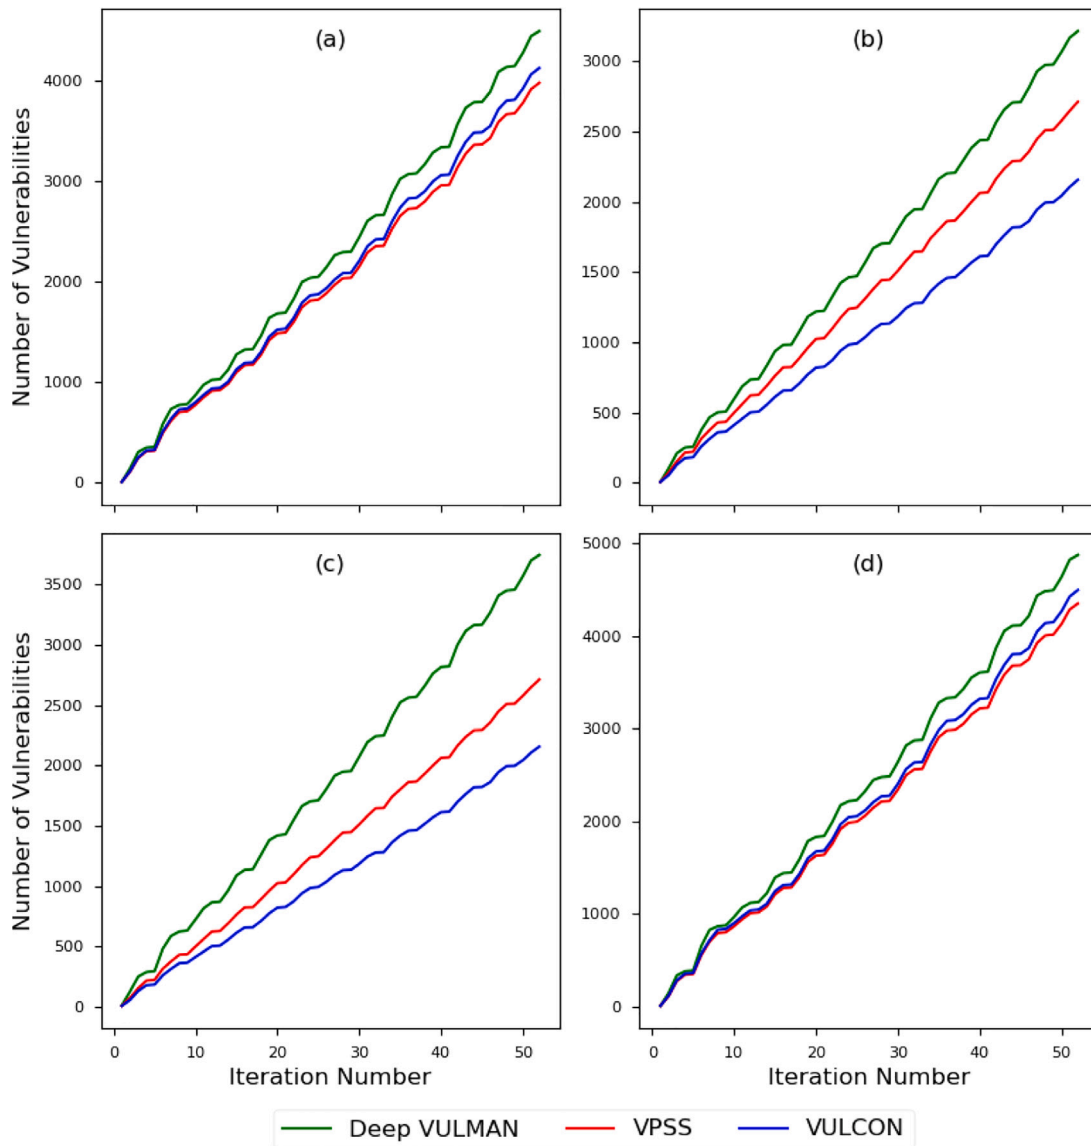 (a)
Number of Vulnerabilities
4000
3000
2000
1000
0
(b)
3000
2500
2000
1500
1000
500
0
(c)
Number of Vulnerabilities
3500
3000
2500
2000
1500
1000
500
0
0 10 20 30 40 50
Iteration Number
(d)
5000
4000
3000
2000
1000
0
0 10 20 30 40 50
Iteration Number
Deep VULMAN VPSS VULCON